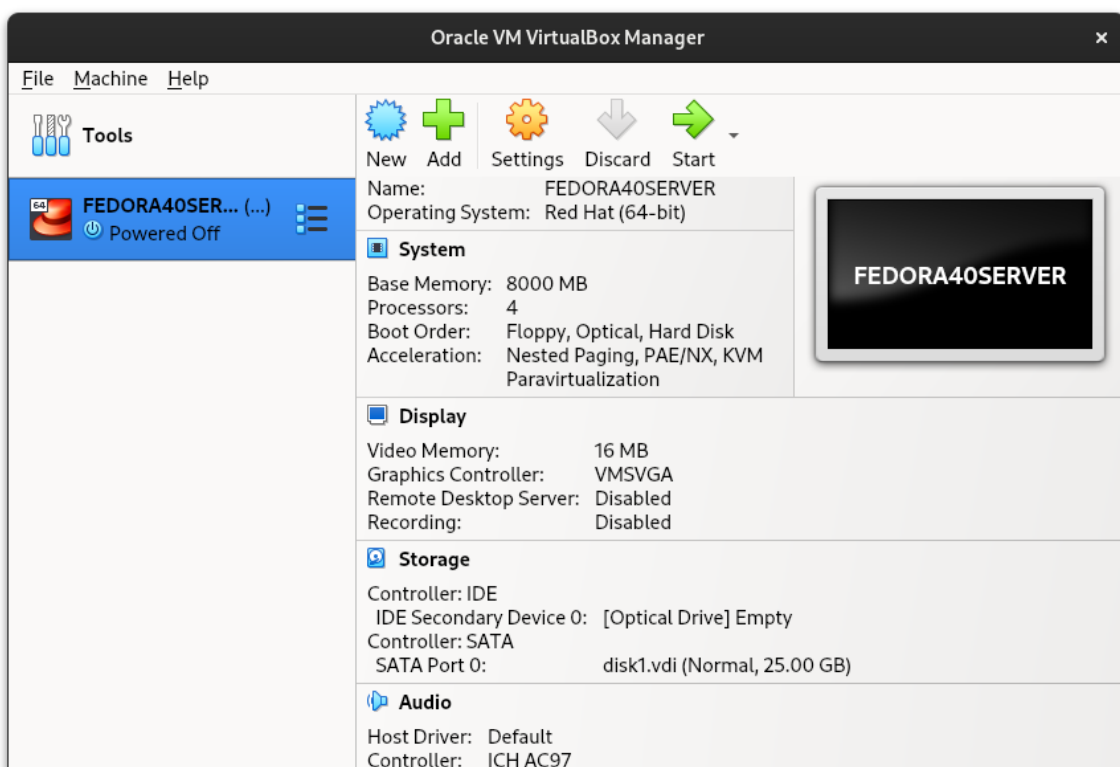 Oracle VM VirtualBox Manager
File Machine Help
Tools
New Add Settings Discard Start
64
FEDORA40SER... (...)
Powered Off
Name: FEDORA40SERVER
Operating System: Red Hat (64-bit)
System
Base Memory: 8000 MB
Processors: 4
Boot Order: Floppy, Optical, Hard Disk
Acceleration: Nested Paging, PAE/NX, KVM
Paravirtualization
FEDORA40SERVER
Display
Video Memory: 16 MB
Graphics Controller: VMSVGA
Remote Desktop Server: Disabled
Recording: Disabled
Storage
Controller: IDE
IDE Secondary Device 0: [Optical Drive] Empty
Controller: SATA
SATA Port 0: disk1.vdi (Normal, 25.00 GB)
Audio
Host Driver: Default
Controller: ICH AC97